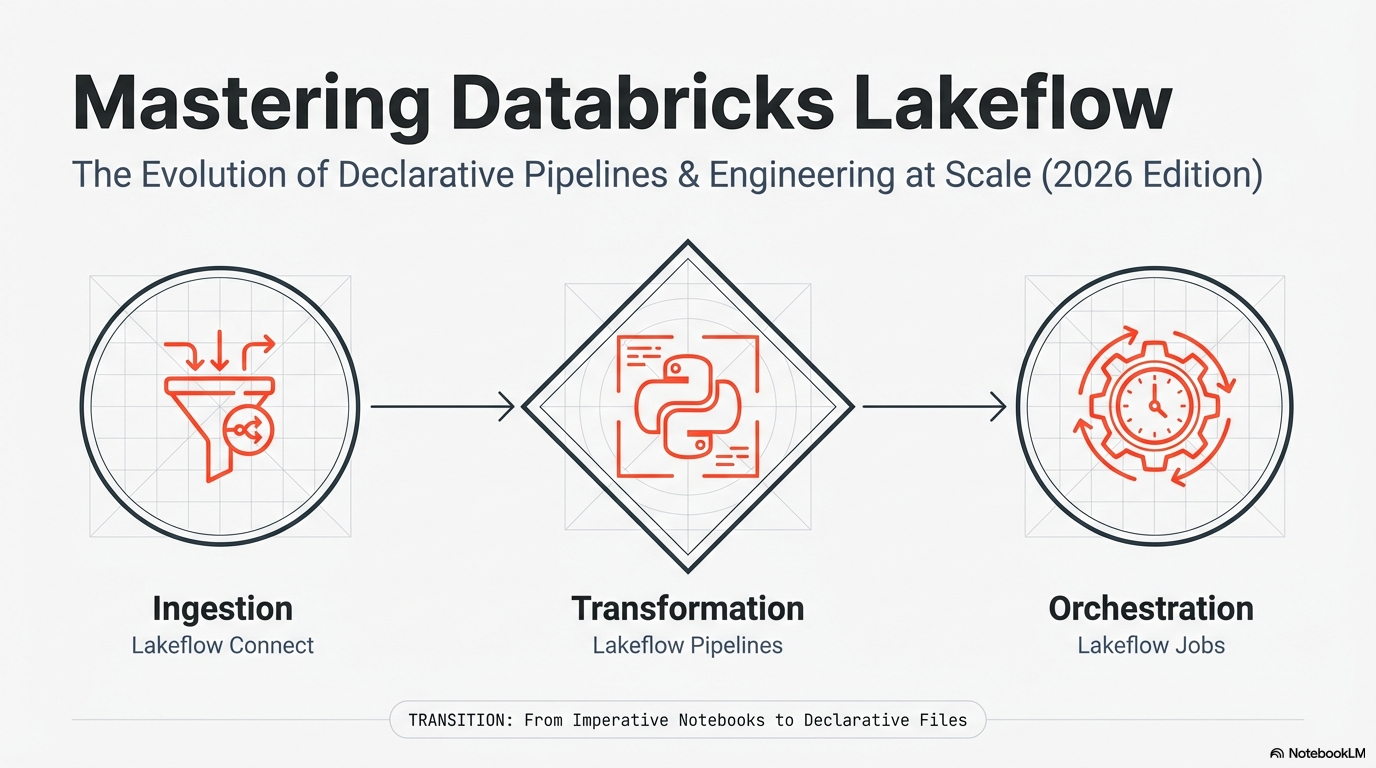 Mastering Databricks Lakeflow
The Evolution of Declarative Pipelines & Engineering at Scale (2026 Edition)
Ingestion
Lakeflow Connect
Transformation
Lakeflow Pipelines
Orchestration
Lakeflow Jobs
TRANSITION: From Imperative Notebooks to Declarative Files
NotebookLM